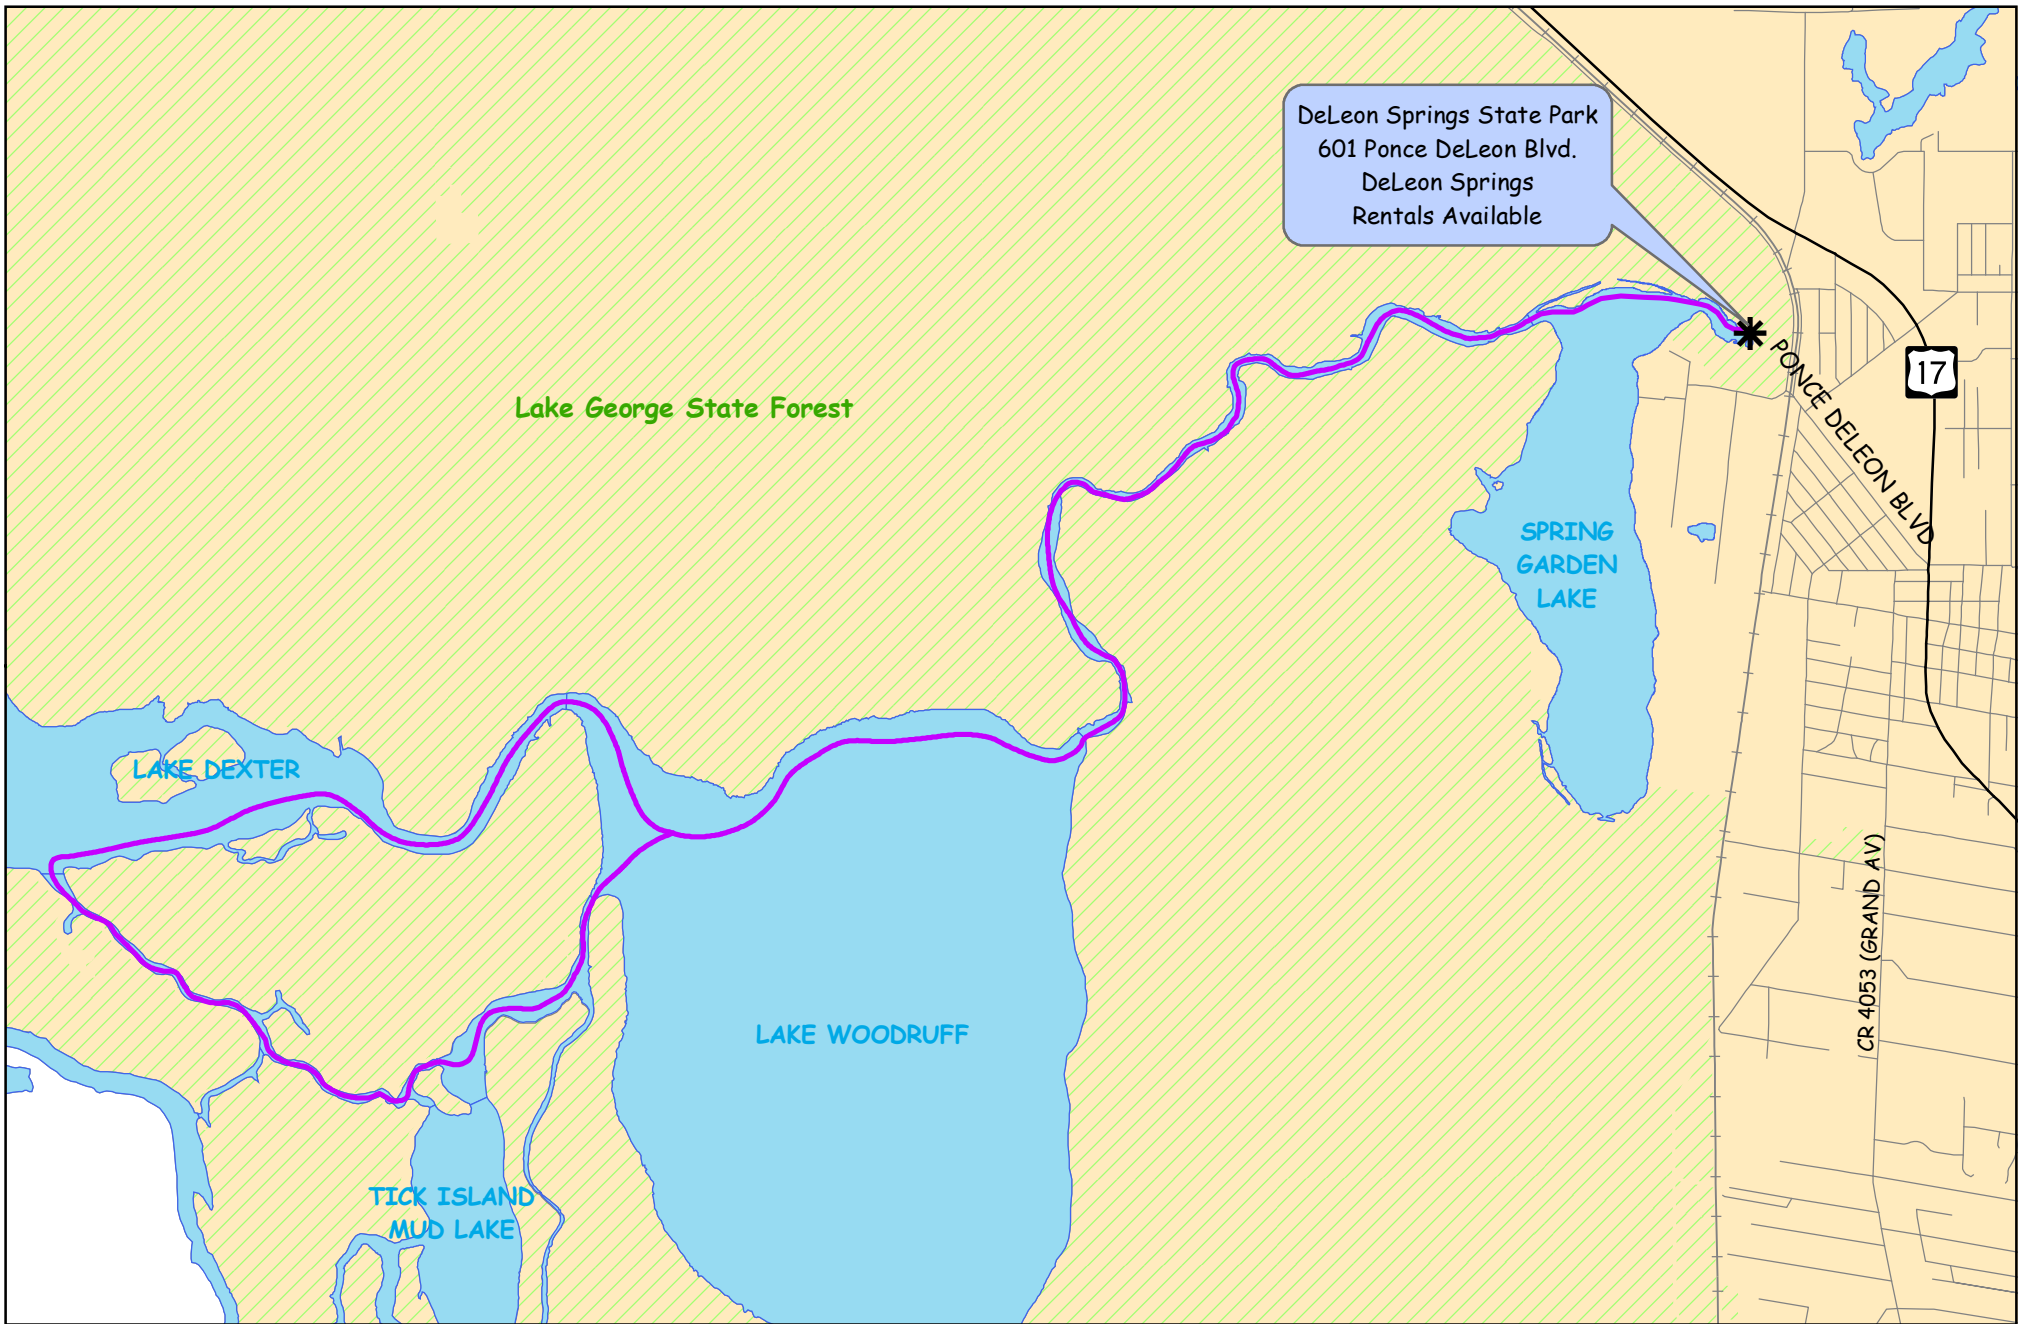 DeLeon Springs State Park
601 Ponce DeLeon Blvd.
DeLeon Springs
Rentals Available
17
PONCE DELEON BLVD
Lake George State Forest
SPRING
GARDEN
LAKE
LAKE DEXTER
CR 4053 (GRAND AV)
LAKE WOODRUFF
TICK ISLAND
MUD LAKE